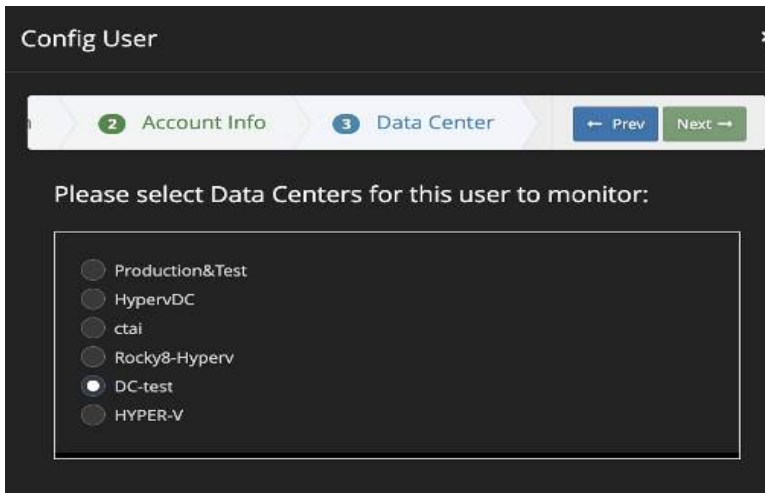 Config User
2 Account Info 3 Data Center ← Prev Next →
Please select Data Centers for this user to monitor:
Production&Test
HypervDC
ctai
Rocky8-Hyperv
DC-test
HYPER-V